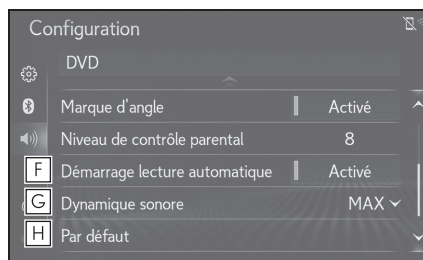 Configuration
DVD
Marque d'angle Activé
Niveau de contrôle parental 8
F Démarrage lecture automatique Activé
G Dynamique sonore MAX
H Par défaut